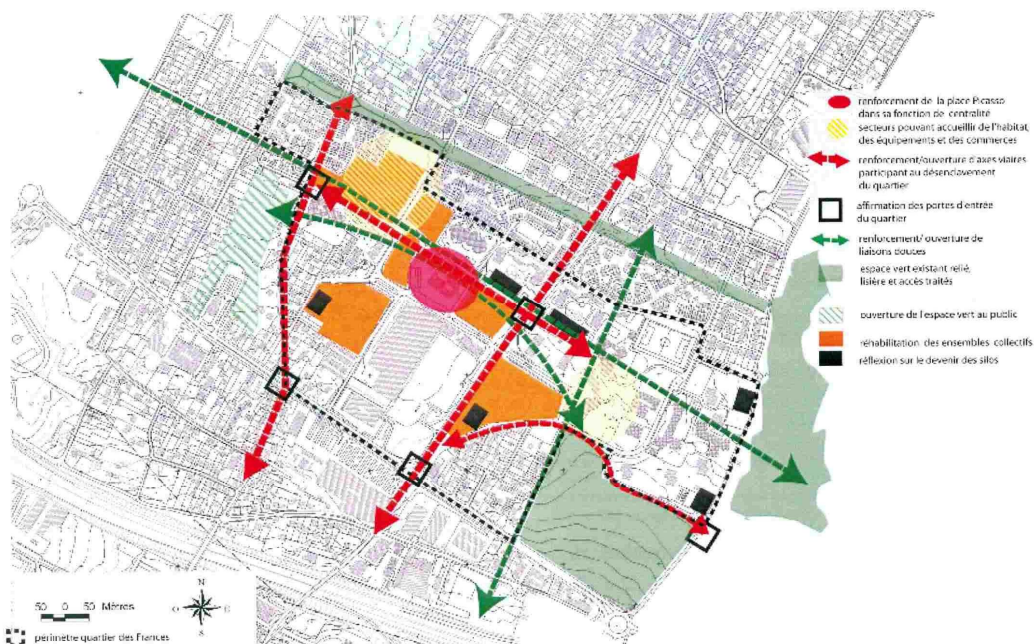 renforcement de la place Picasso
dans sa fonction de centralité
secteurs pouvant accueillir de l'habitat,
des équipements et des commerces
renforcement/ouverture d'axes viaires
participant au désenclavement
du quartier
affirmation des portes d'entrée
du quartier
renforcement/ ouverture de
liaisons douces
espace vert existant relié,
lisière et accès traités
ouverture de l'espace vert au public
réhabilitation des ensembles collectifs
réflexion sur le devenir des silos
50 0 50 Mètres
N
O E
S
périmètre quartier des Frances